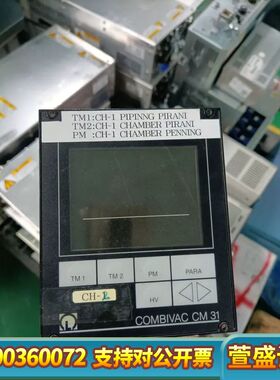 TM1:CH-1 PIPINNG PIRANI
TM2:CH-1 CHAMBER PIRANI
PM :CH-1 CHAMBER PENNING
TM 1
TM 2
PM
PARA
CH-1
HV
COMBIVAC CM 31
00360072 支持对公开票 萱盛